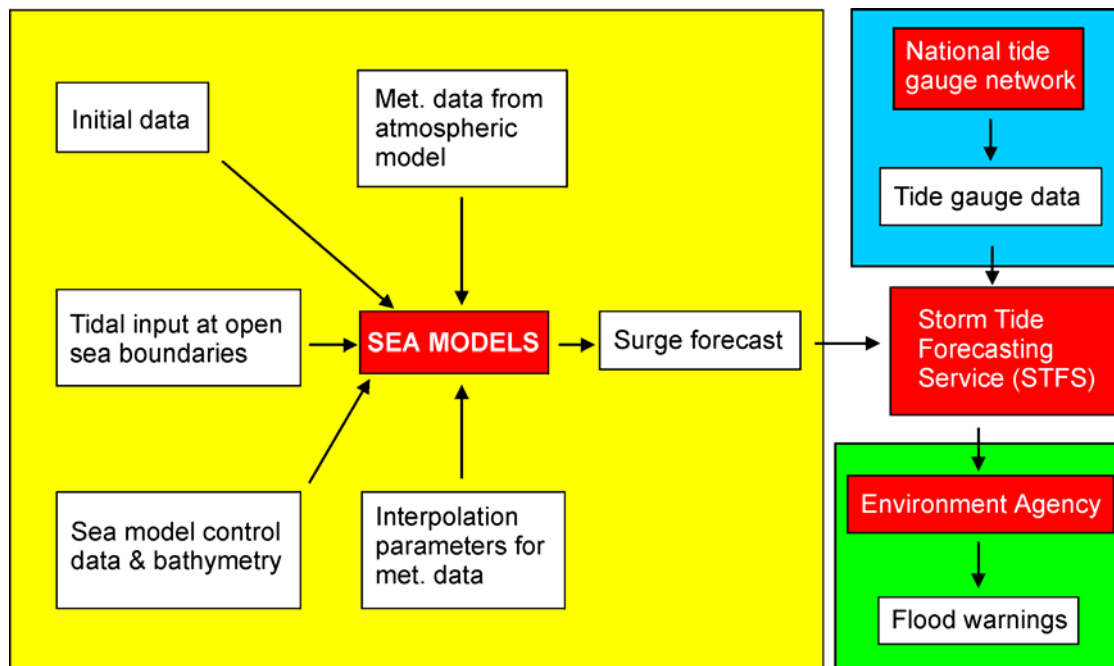 Initial data
Met. data from
atmospheric
model
Tidal input at open
sea boundaries
SEA MODELS
Surge forecast
Sea model control
data & bathymetry
Interpolation
parameters for
met. data
National tide
gauge network
Tide gauge data
Storm Tide
Forecasting
Service (STFS)
Environment Agency
Flood warnings